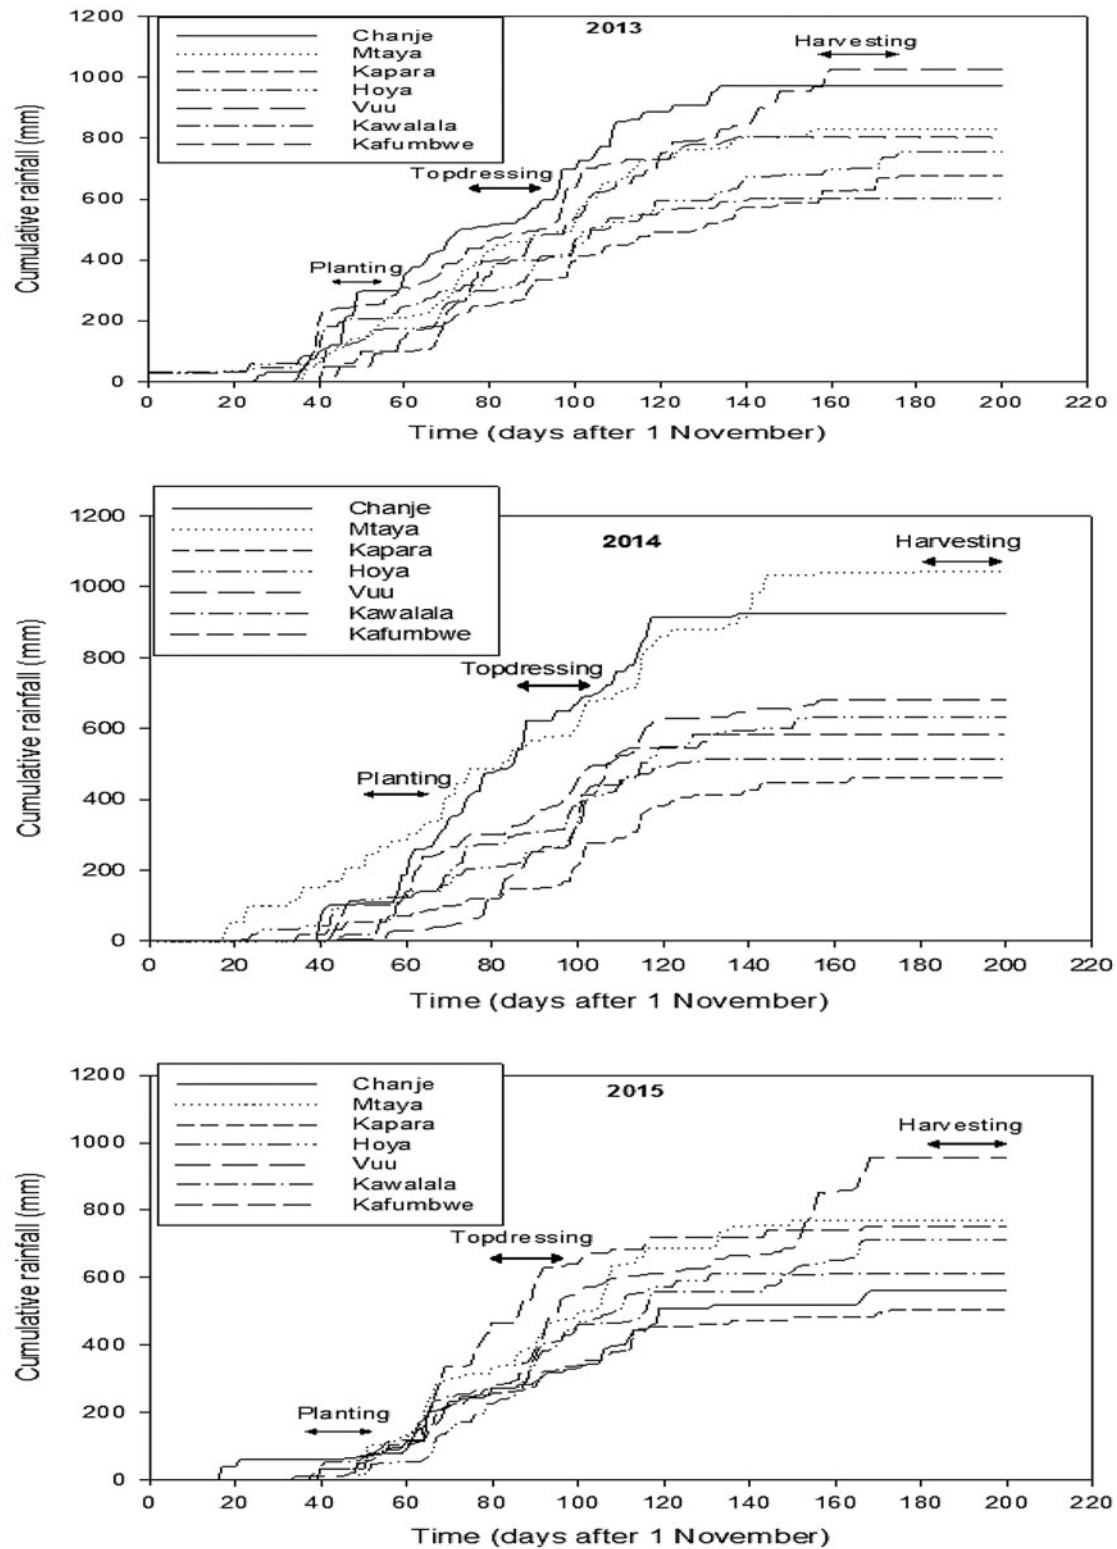 1200
2013
Chanje
Mtaya
Kapara
Hoya
Vuu
Kawalala
Kafumbwe
Harvesting
1000
800
Topdressing
600
400
Planting
200
0
Cumulative rainfall (mm)
0 20 40 60 80 100 120 140 160 180 200 220
Time (days after 1 November)
1200
2014
Chanje
Mtaya
Kapara
Hoya
Vuu
Kawalala
Kafumbwe
Harvesting
1000
800
Topdressing
600
Planting
400
200
0
Cumulative rainfall (mm)
0 20 40 60 80 100 120 140 160 180 200 220
Time (days after 1 November)
1200
2015
Chanje
Mtaya
Kapara
Hoya
Vuu
Kawalala
Kafumbwe
Harvesting
1000
800
Topdressing
600
400
200
Planting
0
Cumulative rainfall (mm)
0 20 40 60 80 100 120 140 160 180 200 220
Time (days after 1 November)